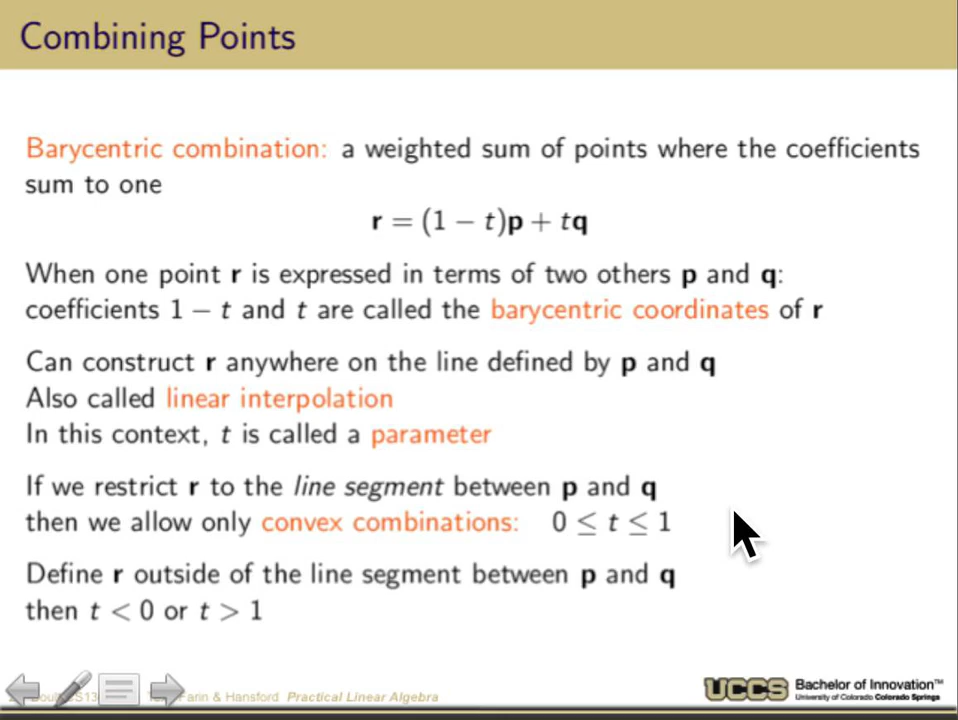 Combining Points
Barycentric combination: a weighted sum of points where the coefficients
sum to one
r = (1 − t)p + tq
When one point r is expressed in terms of two others p and q:
coefficients 1 − t and t are called the barycentric coordinates of r
Can construct r anywhere on the line defined by p and q
Also called linear interpolation
In this context, t is called a parameter
If we restrict r to the line segment between p and q
then we allow only convex combinations: 0 ≤ t ≤ 1
Define r outside of the line segment between p and q
then t < 0 or t > 1
Farin & Hansford Practical Linear Algebra
UCCS Bachelor of Innovation™
University of Colorado Colorado Springs